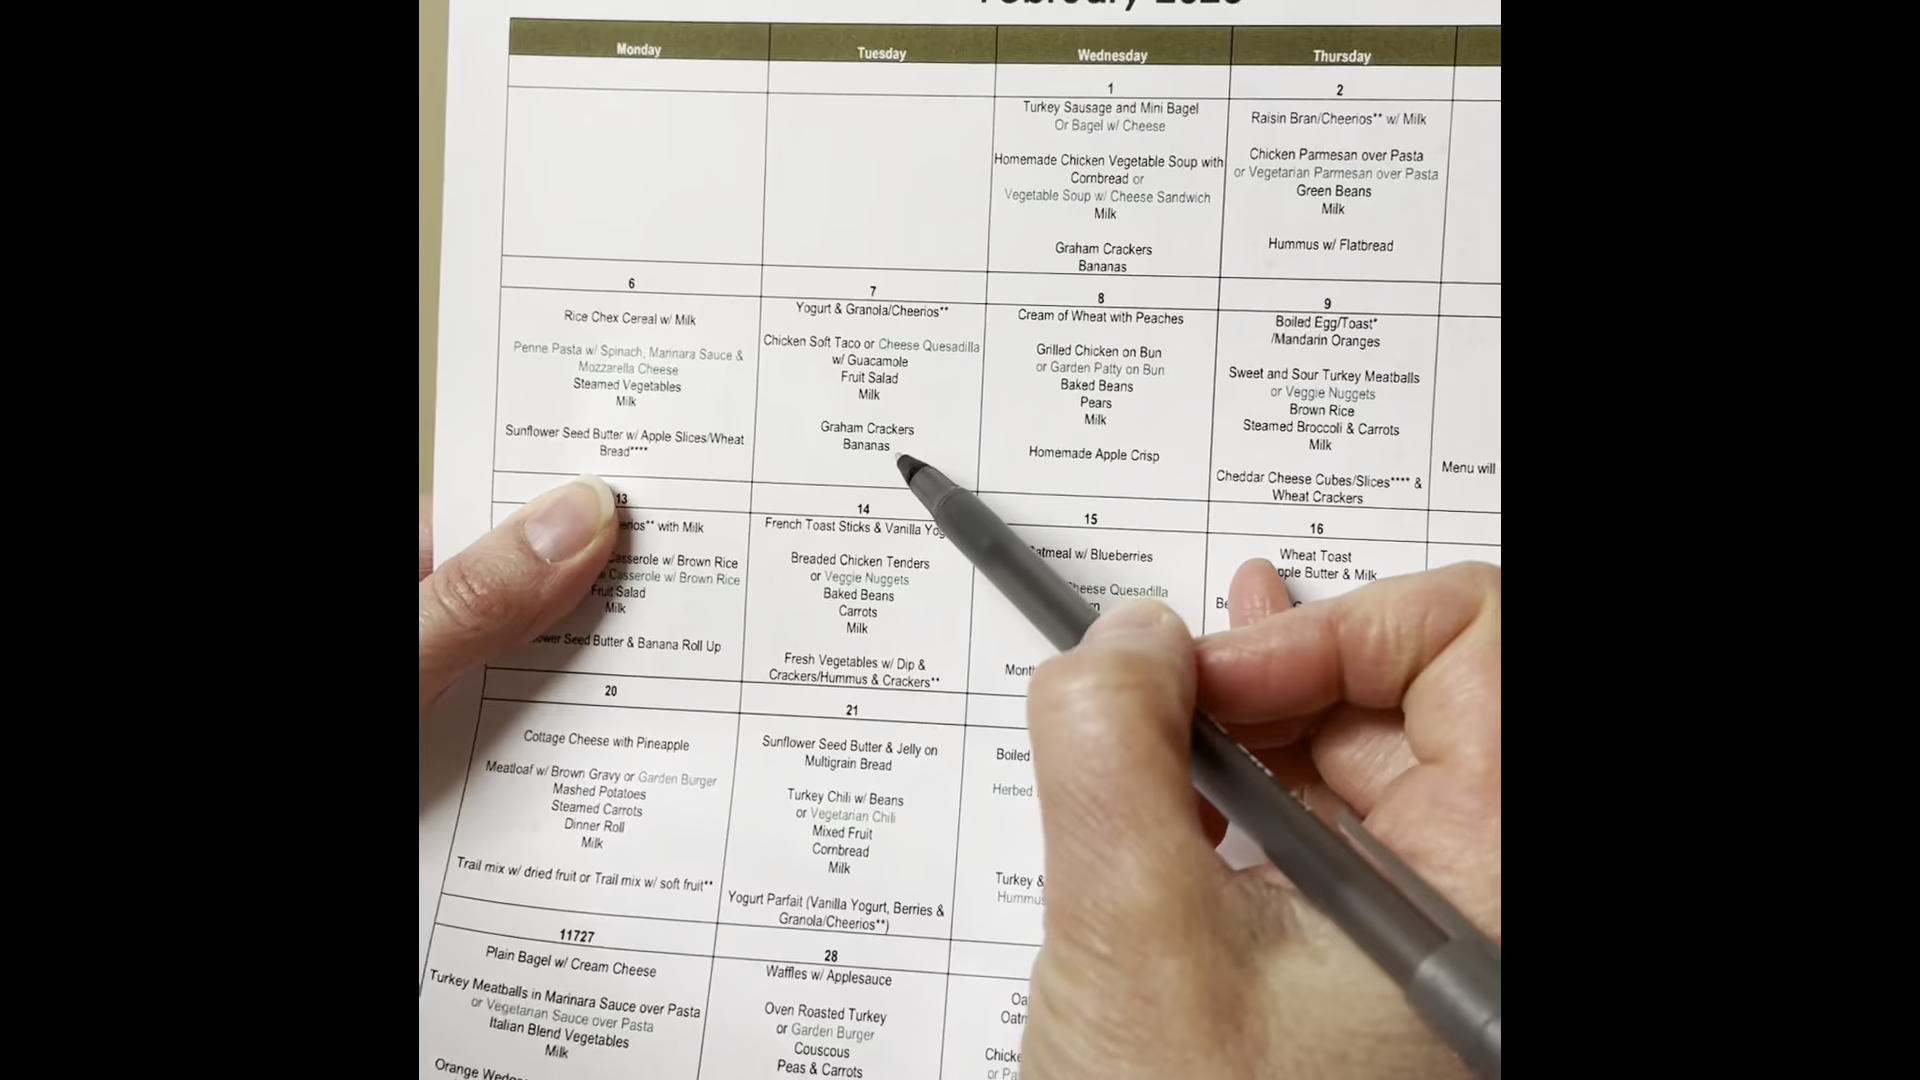 February 2023
Monday Tuesday Wednesday Thursday
1
Turkey Sausage and Mini Bagel
Or Bagel w/ Cheese
Homemade Chicken Vegetable Soup with
Cornbread or
Vegetable Soup w/ Cheese Sandwich
Milk
Graham Crackers
Bananas
2
Raisin Bran/Cheerios** w/ Milk
Chicken Parmesan over Pasta
or Vegetarian Parmesan over Pasta
Green Beans
Milk
Hummus w/ Flatbread
6
Rice Chex Cereal w/ Milk
Penne Pasta w/ Spinach, Marinara Sauce &
Mozzarella Cheese
Steamed Vegetables
Milk
Sunflower Seed Butter w/ Apple Slices/Wheat
Bread****
7
Yogurt & Granola/Cheerios**
Chicken Soft Taco or Cheese Quesadilla
w/ Guacamole
Fruit Salad
Milk
Graham Crackers
Bananas
8
Cream of Wheat with Peaches
Grilled Chicken on Bun
or Garden Patty on Bun
Baked Beans
Pears
Milk
Homemade Apple Crisp
9
Boiled Egg/Toast*
/Mandarin Oranges
Sweet and Sour Turkey Meatballs
or Veggie Nuggets
Brown Rice
Steamed Broccoli & Carrots
Milk
Cheddar Cheese Cubes/Slices**** &
Wheat Crackers
Menu will
13
with Milk
Casserole w/ Brown Rice
Casserole w/ Brown Rice
Fruit Salad
Milk
Seed Butter & Banana Roll Up
14
French Toast Sticks & Vanilla
Breaded Chicken Tenders
or Veggie Nuggets
Baked Beans
Carrots
Milk
Fresh Vegetables w/ Dip &
Crackers/Hummus & Crackers**
15
Oatmeal w/ Blueberries
Cheese Quesadilla
16
Wheat Toast
Apple Butter & Milk
20
Cottage Cheese with Pineapple
Meatloaf w/ Brown Gravy or Garden Burger
Mashed Potatoes
Steamed Carrots
Dinner Roll
Milk
Trail mix w/ dried fruit or Trail mix w/ soft fruit**
21
Sunflower Seed Butter & Jelly on
Multigrain Bread
Turkey Chili w/ Beans
or Vegetarian Chili
Mixed Fruit
Cornbread
Milk
Yogurt Parfait (Vanilla Yogurt, Berries &
Granola/Cheerios**)
Boiled
Herbed
Turkey &
Hummus
11727
Plain Bagel w/ Cream Cheese
Turkey Meatballs in Marinara Sauce over Pasta
or Vegetarian Sauce over Pasta
Italian Blend Vegetables
Milk
Orange
28
Waffles w/ Applesauce
Oven Roasted Turkey
or Garden Burger
Couscous
Peas & Carrots